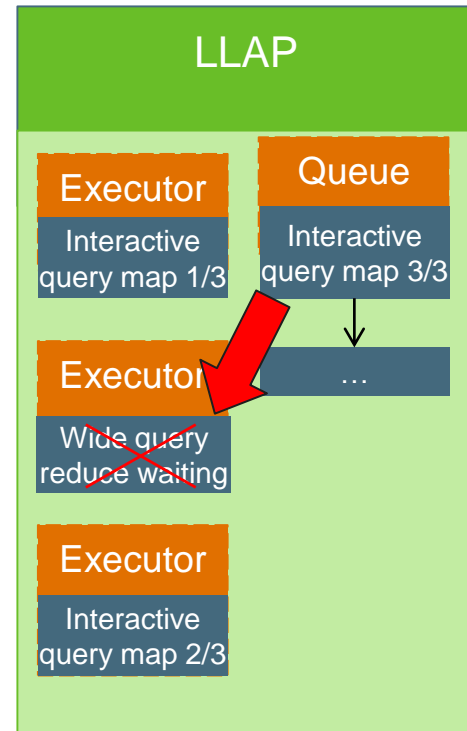 LLAP
Executor
Interactive
query map 1/3
Queue
Interactive
query map 3/3
…
Executor
Wide query
reduce waiting
Executor
Interactive
query map 2/3